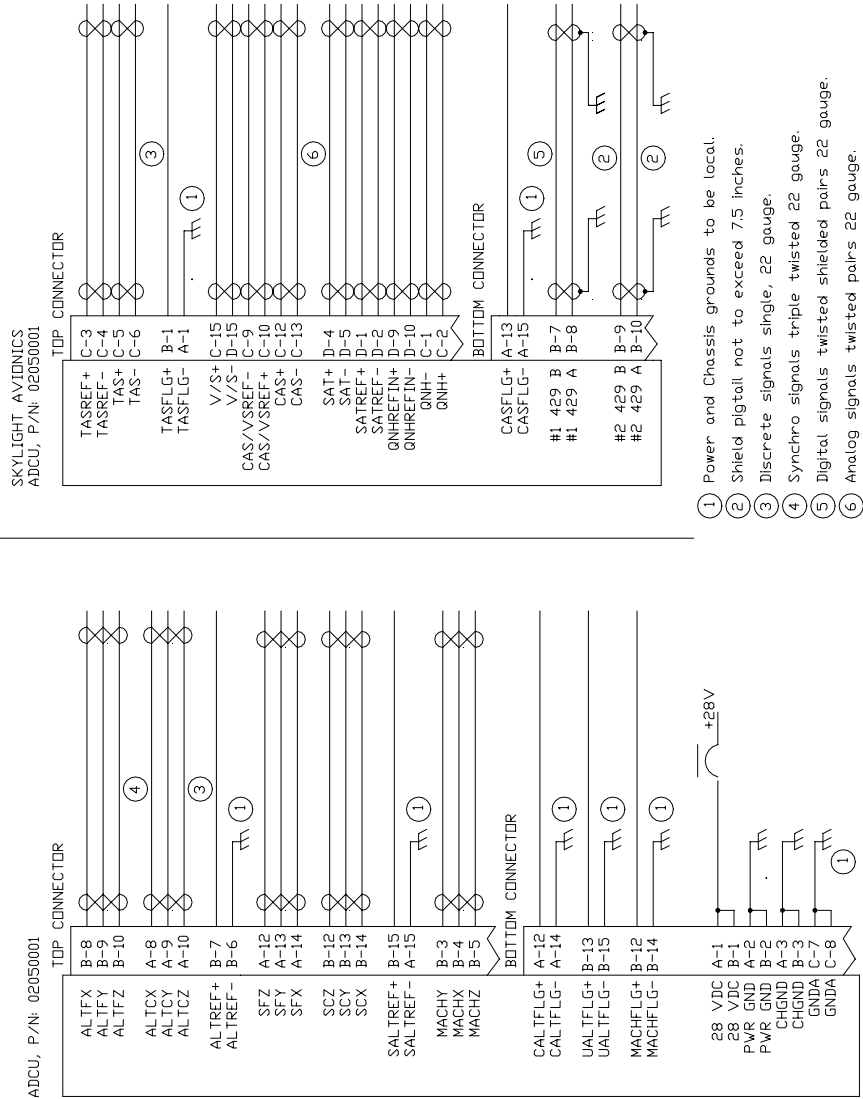 SKYLIGHT AVIONICS
ADCU, P/N: 02050001
TOP CONNECTOR
TASREF+ C-3
TASREF- C-4
TAS+ C-5
TAS- C-6
TASFLG+ B-1
TASFLG- A-1
V/S+ C-15
V/S- D-15
CAS/VSREF- C-9
CAS/VSREF+ C-10
CAS+ C-12
CAS- C-13
SAT+ D-4
SAT- D-5
SATREF+ D-1
SATREF- D-2
QNHREFIN+ D-9
QNHREFIN- D-10
QNH- C-1
QNH+ C-2
3
1
6
BOTTOM CONNECTOR
CASFLG+ A-13
CASFLG- A-15
#1 429 B B-7
#1 429 A B-8
#2 429 B B-9
#2 429 A B-10
1
5
2
2
1 Power and Chassis grounds to be local.
2 Shield pigtail not to exceed 7.5 inches.
3 Discrete signals single, 22 gauge.
4 Synchro signals triple twisted 22 gauge.
5 Digital signals twisted shielded pairs 22 gauge.
6 Analog signals twisted pairs 22 gauge.
ADCU, P/N: 02050001
TOP CONNECTOR
ALTFX B-8
ALTFY B-9
ALTFZ B-10
ALTCX A-8
ALTCY A-9
ALTCZ A-10
ALTREF+ B-7
ALTREF- B-6
SFZ A-12
SFY A-13
SFX A-14
SCZ B-12
SCY B-13
SCX B-14
SALTREF+ B-15
SALTREF- A-15
MACHY B-3
MACHX B-4
MACHZ B-5
4
3
1
1
BOTTOM CONNECTOR
CALTFLG+ A-12
CALTFLG- A-14
UALTFLG+ B-13
UALTFLG- B-15
MACHFLG+ B-12
MACHFLG- B-14
28 VDC A-1
28 VDC B-1
PWR GND A-2
PWR GND B-2
CHGND A-3
CHGND B-3
GNDA C-7
GNDA C-8
1
1
1
+28V
1